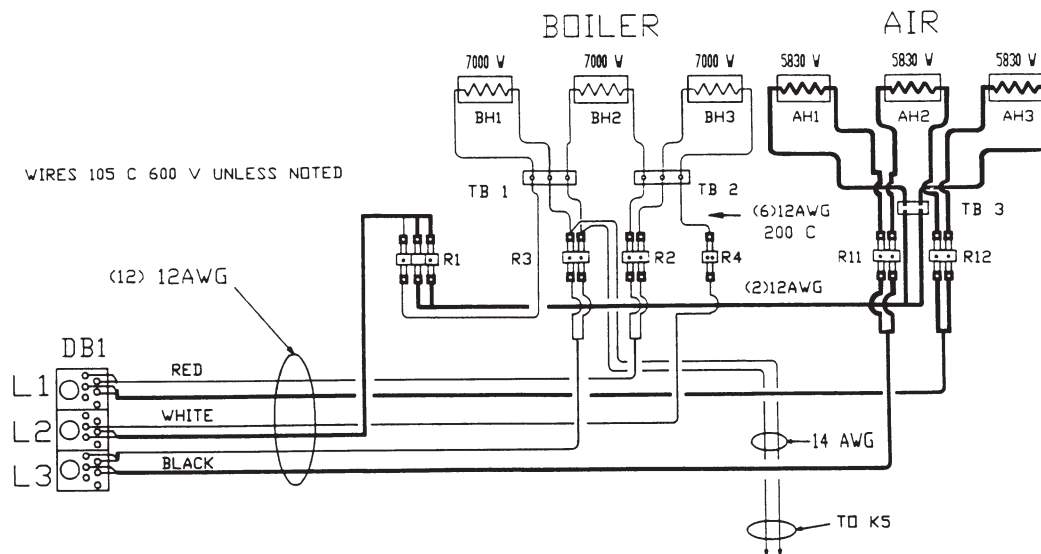 BOILER AIR
7000 W 7000 W 7000 W 5830 W 5830 W 5830 W
BH1 BH2 BH3 AH1 AH2 AH3
WIRES 105 C 600 V UNLESS NOTED
TB 1 TB 2 TB 3
(6)12AWG
200 C
R1 R3 R2 R4 R11 R12
(12) 12AWG
(2)12AWG
DB1
L1 RED
L2 WHITE
L3 BLACK
14 AWG
TO K5